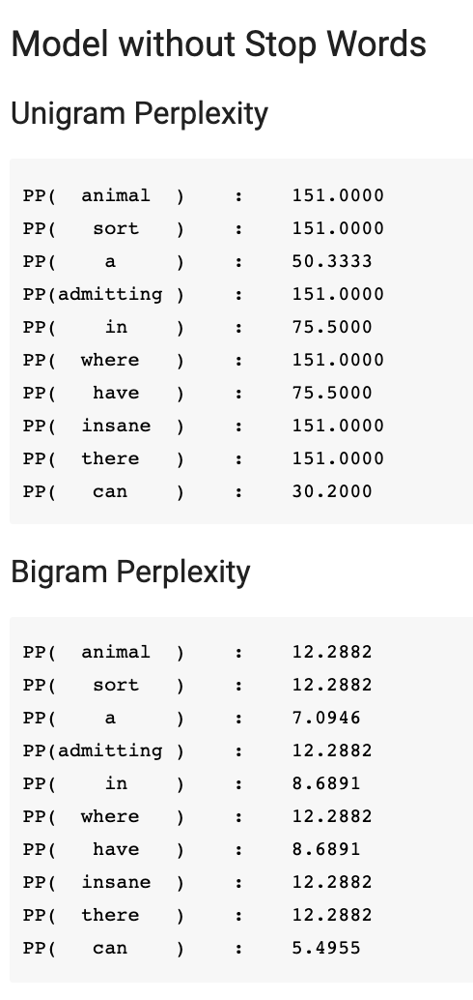 Model without Stop Words
Unigram Perplexity
PP(  animal  )    :    151.0000
PP(   sort   )    :    151.0000
PP(    a     )    :    50.3333
PP(admitting )    :    151.0000
PP(    in    )    :    75.5000
PP(  where   )    :    151.0000
PP(   have   )    :    75.5000
PP(  insane  )    :    151.0000
PP(  there   )    :    151.0000
PP(   can    )    :    30.2000
Bigram Perplexity
PP(  animal  )    :    12.2882
PP(   sort   )    :    12.2882
PP(    a     )    :    7.0946
PP(admitting )    :    12.2882
PP(    in    )    :    8.6891
PP(  where   )    :    12.2882
PP(   have   )    :    8.6891
PP(  insane  )    :    12.2882
PP(  there   )    :    12.2882
PP(   can    )    :    5.4955